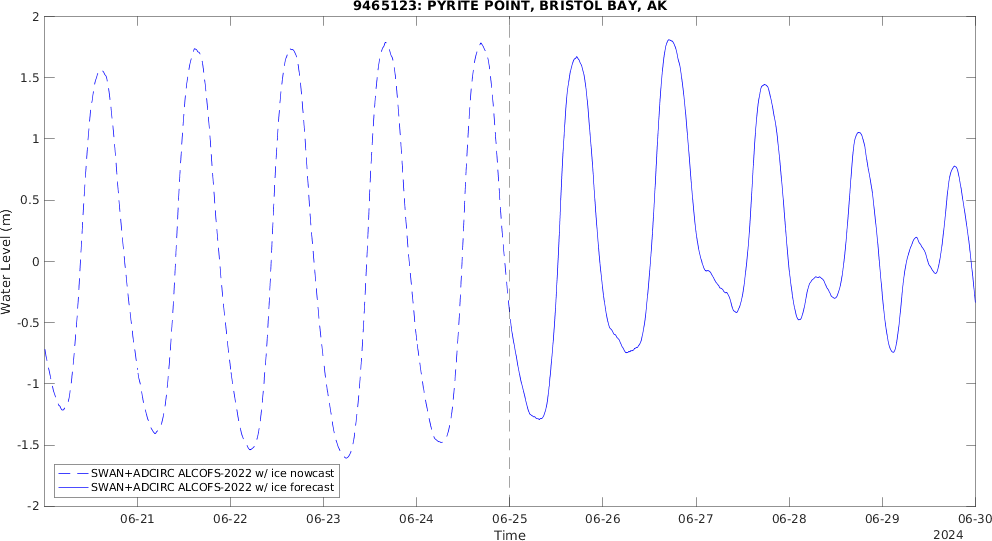 9465123: PYRITE POINT, BRISTOL BAY, AK
2
1.5
1
0.5
0
-0.5
-1
-1.5
-2
Water Level (m)
SWAN+ADCIRC ALCOFS-2022 w/ ice nowcast
SWAN+ADCIRC ALCOFS-2022 w/ ice forecast
06-21 06-22 06-23 06-24 06-25 06-26 06-27 06-28 06-29 06-30
Time
2024